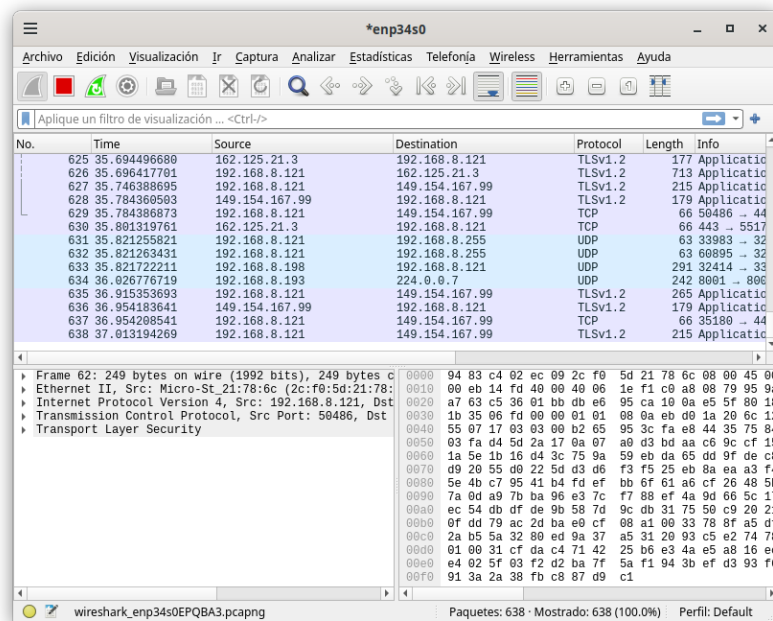 *enp34s0
Archivo Edición Visualización Ir Captura Analizar Estadísticas Telefonía Wireless Herramientas Ayuda
Aplique un filtro de visualización ... <Ctrl-/>
No. Time Source Destination Protocol Length Info
625 35.694496680 162.125.21.3 192.168.8.121 TLSv1.2 177 Applicatio
626 35.696417701 192.168.8.121 162.125.21.3 TLSv1.2 713 Applicatio
627 35.746388695 192.168.8.121 149.154.167.99 TLSv1.2 215 Applicatio
628 35.784360503 149.154.167.99 192.168.8.121 TLSv1.2 179 Applicatio
629 35.784386873 192.168.8.121 149.154.167.99 TCP 66 50486 → 44
630 35.801319761 162.125.21.3 192.168.8.121 TCP 66 443 → 5517
631 35.821255821 192.168.8.121 192.168.8.255 UDP 63 33983 → 32
632 35.821263431 192.168.8.121 192.168.8.255 UDP 63 60895 → 32
633 35.821722211 192.168.8.198 192.168.8.121 UDP 291 32414 → 33
634 36.026776719 192.168.8.193 224.0.0.7 UDP 242 8001 → 800
635 36.915353693 192.168.8.121 149.154.167.99 TLSv1.2 265 Applicatio
636 36.954183641 149.154.167.99 192.168.8.121 TLSv1.2 179 Applicatio
637 36.954208541 192.168.8.121 149.154.167.99 TCP 66 35180 → 44
638 37.013194269 192.168.8.121 149.154.167.99 TLSv1.2 215 Applicatio
Frame 62: 249 bytes on wire (1992 bits), 249 bytes c
Ethernet II, Src: Micro-St_21:78:6c (2c:f0:5d:21:78:
Internet Protocol Version 4, Src: 192.168.8.121, Dst
Transmission Control Protocol, Src Port: 50486, Dst
Transport Layer Security
0000 94 83 c4 02 ec 09 2c f0 5d 21 78 6c 08 00 45 00
0010 00 eb 14 fd 40 00 40 06 1e f1 c0 a8 08 79 95 9a
0020 a7 63 c5 36 01 bb db e6 95 ca 10 0a e5 5f 80 18
0030 1b 35 06 fd 00 00 01 01 08 0a eb d0 1a 20 6c
0040 55 07 17 03 03 00 b2 65 95 3c fa e8 44 35 75
0050 03 fa d4 5d 2a 17 0a 07 a0 d3 bd aa c6 9c cf
0060 1a 5e 1b 16 d4 3c 75 9a 59 eb da 65 dd 9f de
0070 d9 20 55 d0 22 5d d3 d6 f3 f5 25 eb 8a ea a3
0080 5e 4b c7 95 41 b4 fd ef bb 6f 61 a6 cf 26 48
0090 7a 0d a9 7b ba 96 e3 7c f7 88 ef 4a 9d 66 5c
00a0 ec 54 db df de 9b 58 7d 9c db 31 75 50 c9 20
00b0 0f dd 79 ac 2d ba e0 cf 08 a1 00 33 78 8f a5
00c0 2a b5 5a 32 80 ed 9a 37 a5 31 20 93 c5 e2 74
00d0 01 00 31 cf da c4 71 42 25 b6 e3 4e e5 a8 16
00e0 e4 02 5f 03 f2 d2 ba 7f 5a f1 94 3b ef d3 93
00f0 91 3a 2a 38 fb c8 87 d9 c1
wireshark_enp34s0EPQBA3.pcapng Paquetes: 638 · Mostrado: 638 (100.0%) Perfil: Default